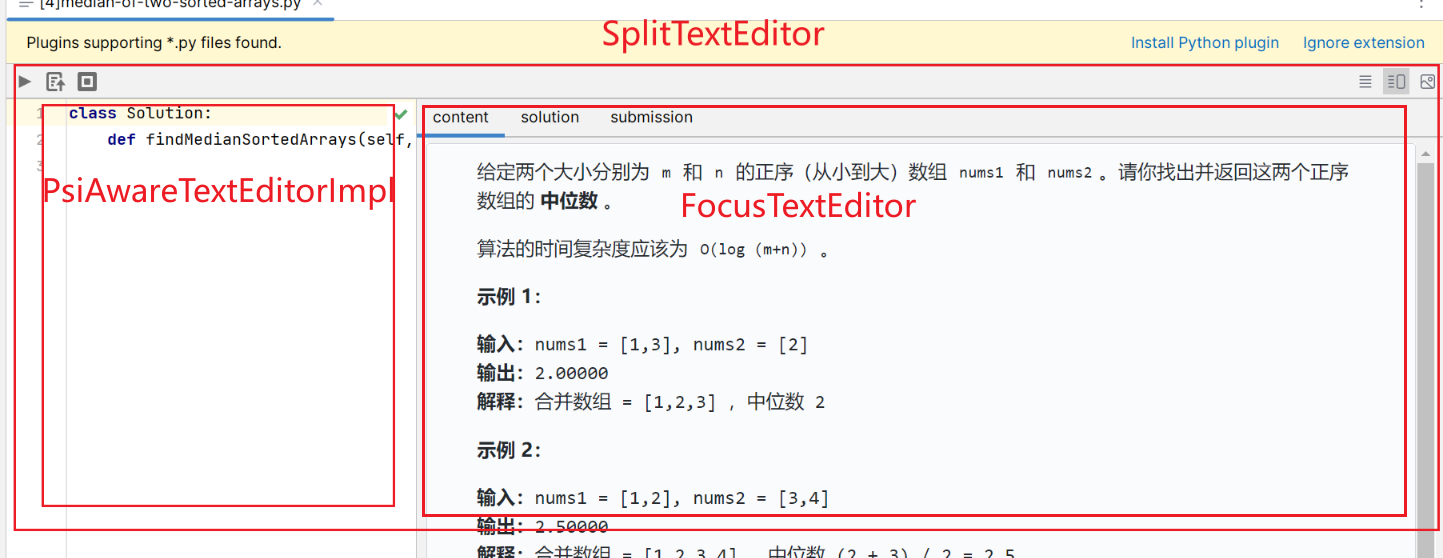 [4]median-of-two-sorted-arrays.py
Plugins supporting *.py files found.
SplitTextEditor
Install Python plugin Ignore extension
1 class Solution:
2 def findMedianSortedArrays(self,
3
PsiAwareTextEditorImpl
content solution submission
给定两个大小分别为 m 和 n 的正序（从小到大）数组 nums1 和 nums2 。请你找出并返回这两个正序
数组的 中位数 。
FocusTextEditor
算法的时间复杂度应该为 O(log (m+n)) 。
示例 1：
输入：nums1 = [1,3], nums2 = [2]
输出：2.00000
解释：合并数组 = [1,2,3] ，中位数 2
示例 2：
输入：nums1 = [1,2], nums2 = [3,4]
输出：2.50000
解释：合并数组 = [1,2,3,4] ，中位数 (2 + 3) / 2 = 2.5